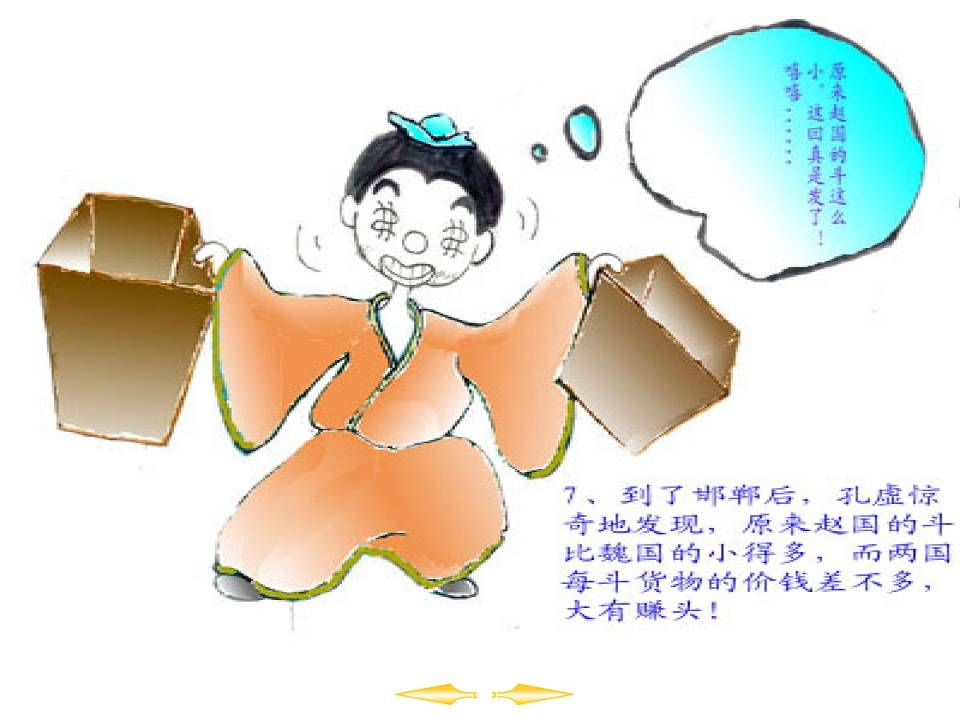 原来赵国的斗这么
小。这回真是发了！
嘻嘻……
7、到了邯郸后，孔虚惊
奇地发现，原来赵国的斗
比魏国的小得多，而两国
每斗货物的价钱差不多，
大有赚头！